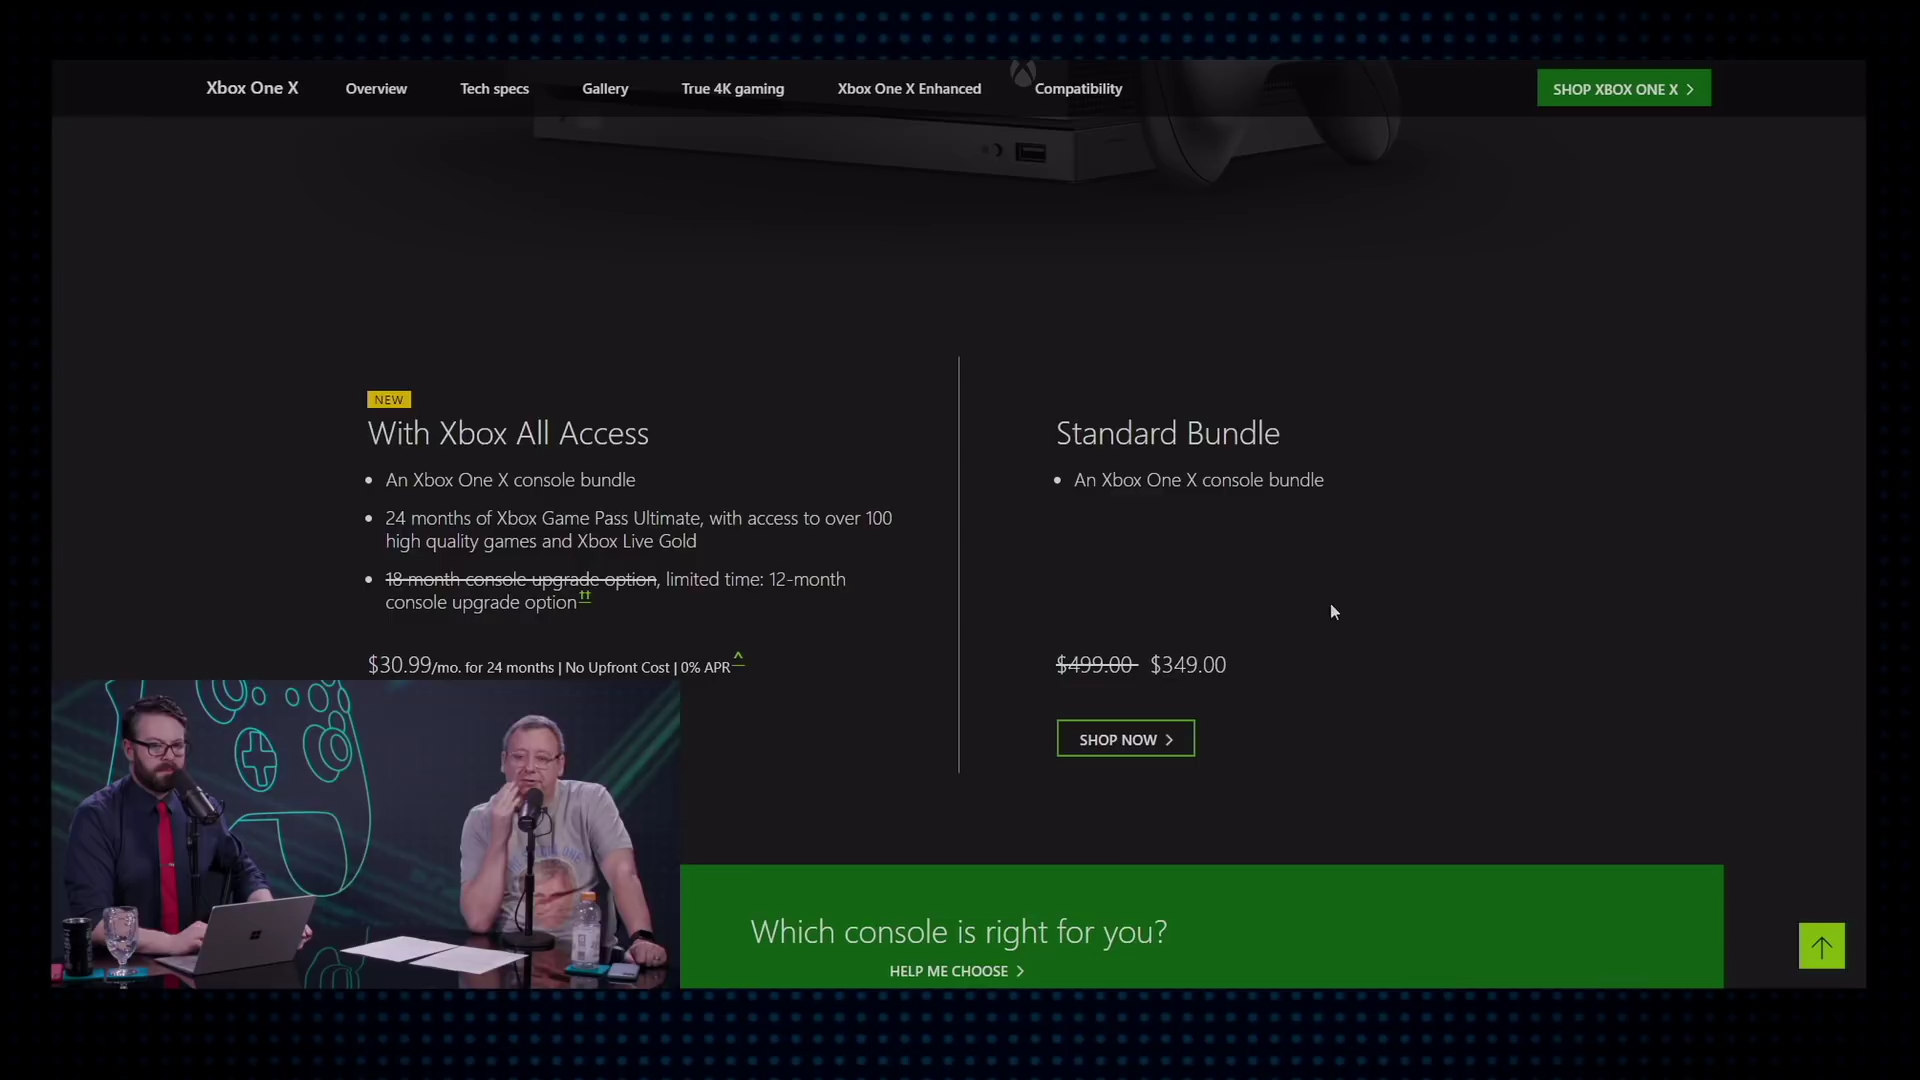 Xbox One X
Overview
Tech specs
Gallery
True 4K gaming
Xbox One X Enhanced
Compatibility
SHOP XBOX ONE X
NEW
With Xbox All Access
An Xbox One X console bundle
24 months of Xbox Game Pass Ultimate, with access to over 100
high quality games and Xbox Live Gold
18 month console upgrade option, limited time: 12-month
console upgrade option††
$30.99/mo. for 24 months | No Upfront Cost | 0% APR^
Standard Bundle
An Xbox One X console bundle
$499.00 $349.00
SHOP NOW
Which console is right for you?
HELP ME CHOOSE